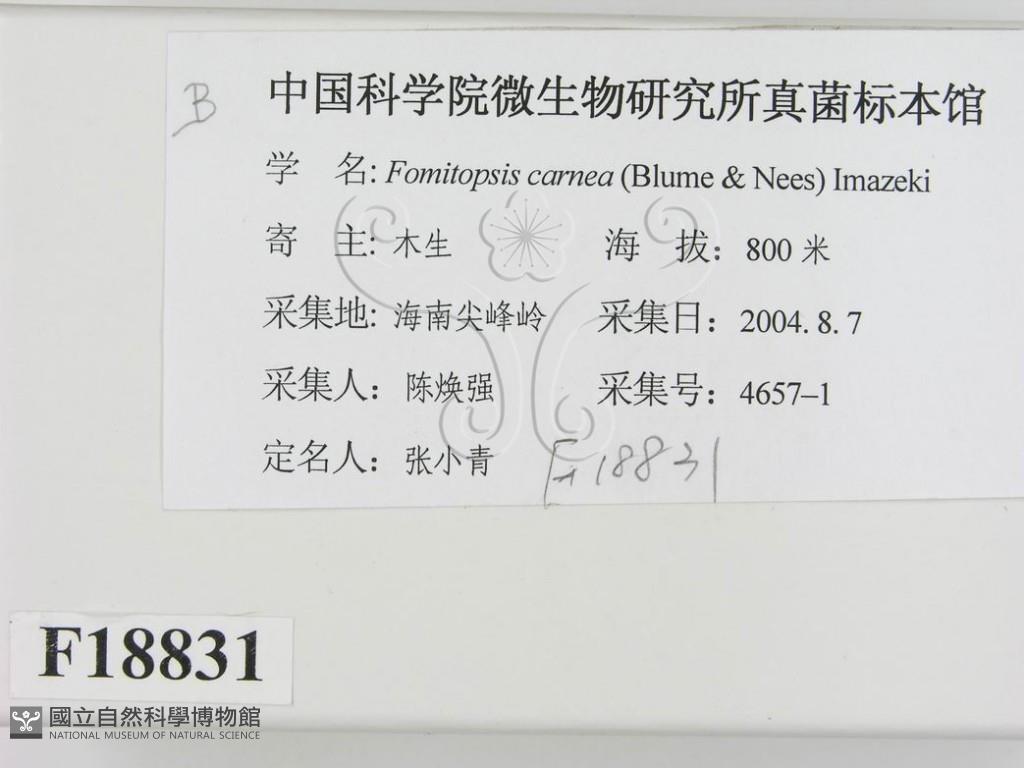 B
中国科学院微生物研究所真菌标本馆
学 名: Fomitopsis carnea (Blume & Nees) Imazeki
寄 主: 木生 海 拔: 800 米
采集地: 海南尖峰岭 采集日: 2004. 8. 7
采集人: 陈焕强 采集号: 4657–1
定名人: 张小青 F18831
F18831
國立自然科學博物館
NATIONAL MUSEUM OF NATURAL SCIENCE